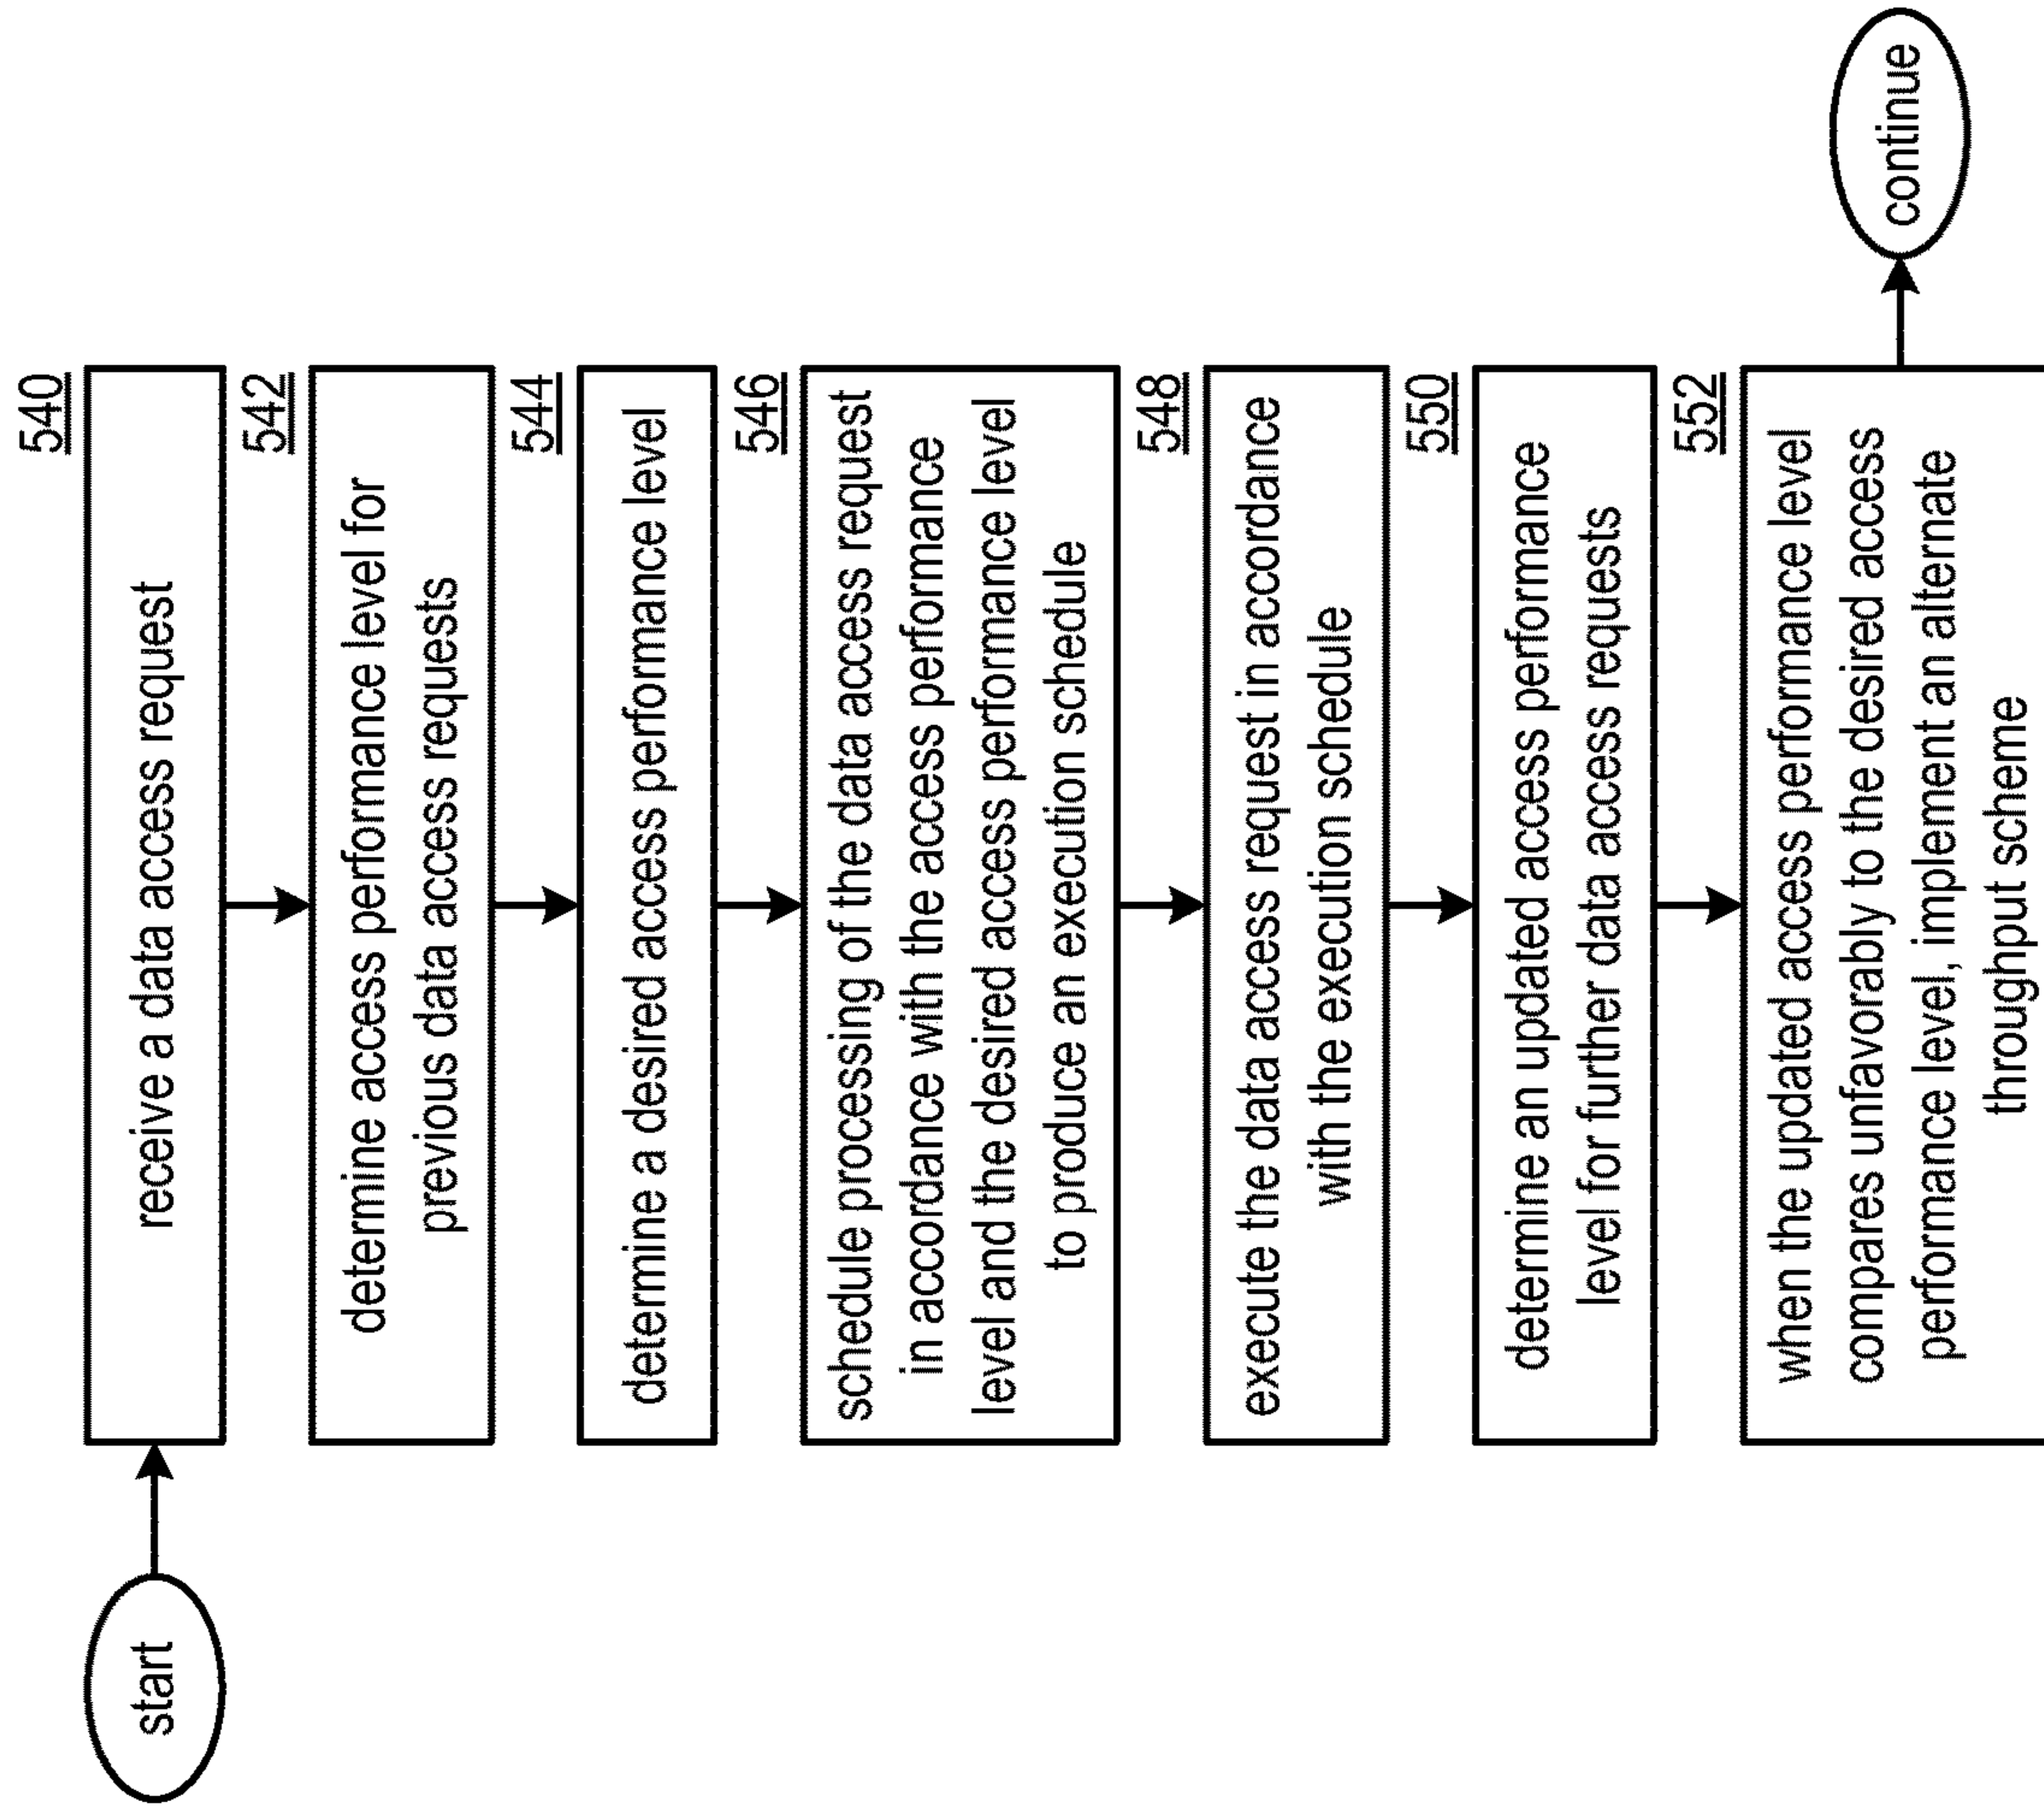 start
540
receive a data access request
542
determine access performance level for
previous data access requests
544
determine a desired access performance level
546
schedule processing of the data access request
in accordance with the access performance
level and the desired access performance level
to produce an execution schedule
548
execute the data access request in accordance
with the execution schedule
550
determine an updated access performance
level for further data access requests
552
when the updated access performance level
compares unfavorably to the desired access
performance level, implement an alternate
throughput scheme
continue